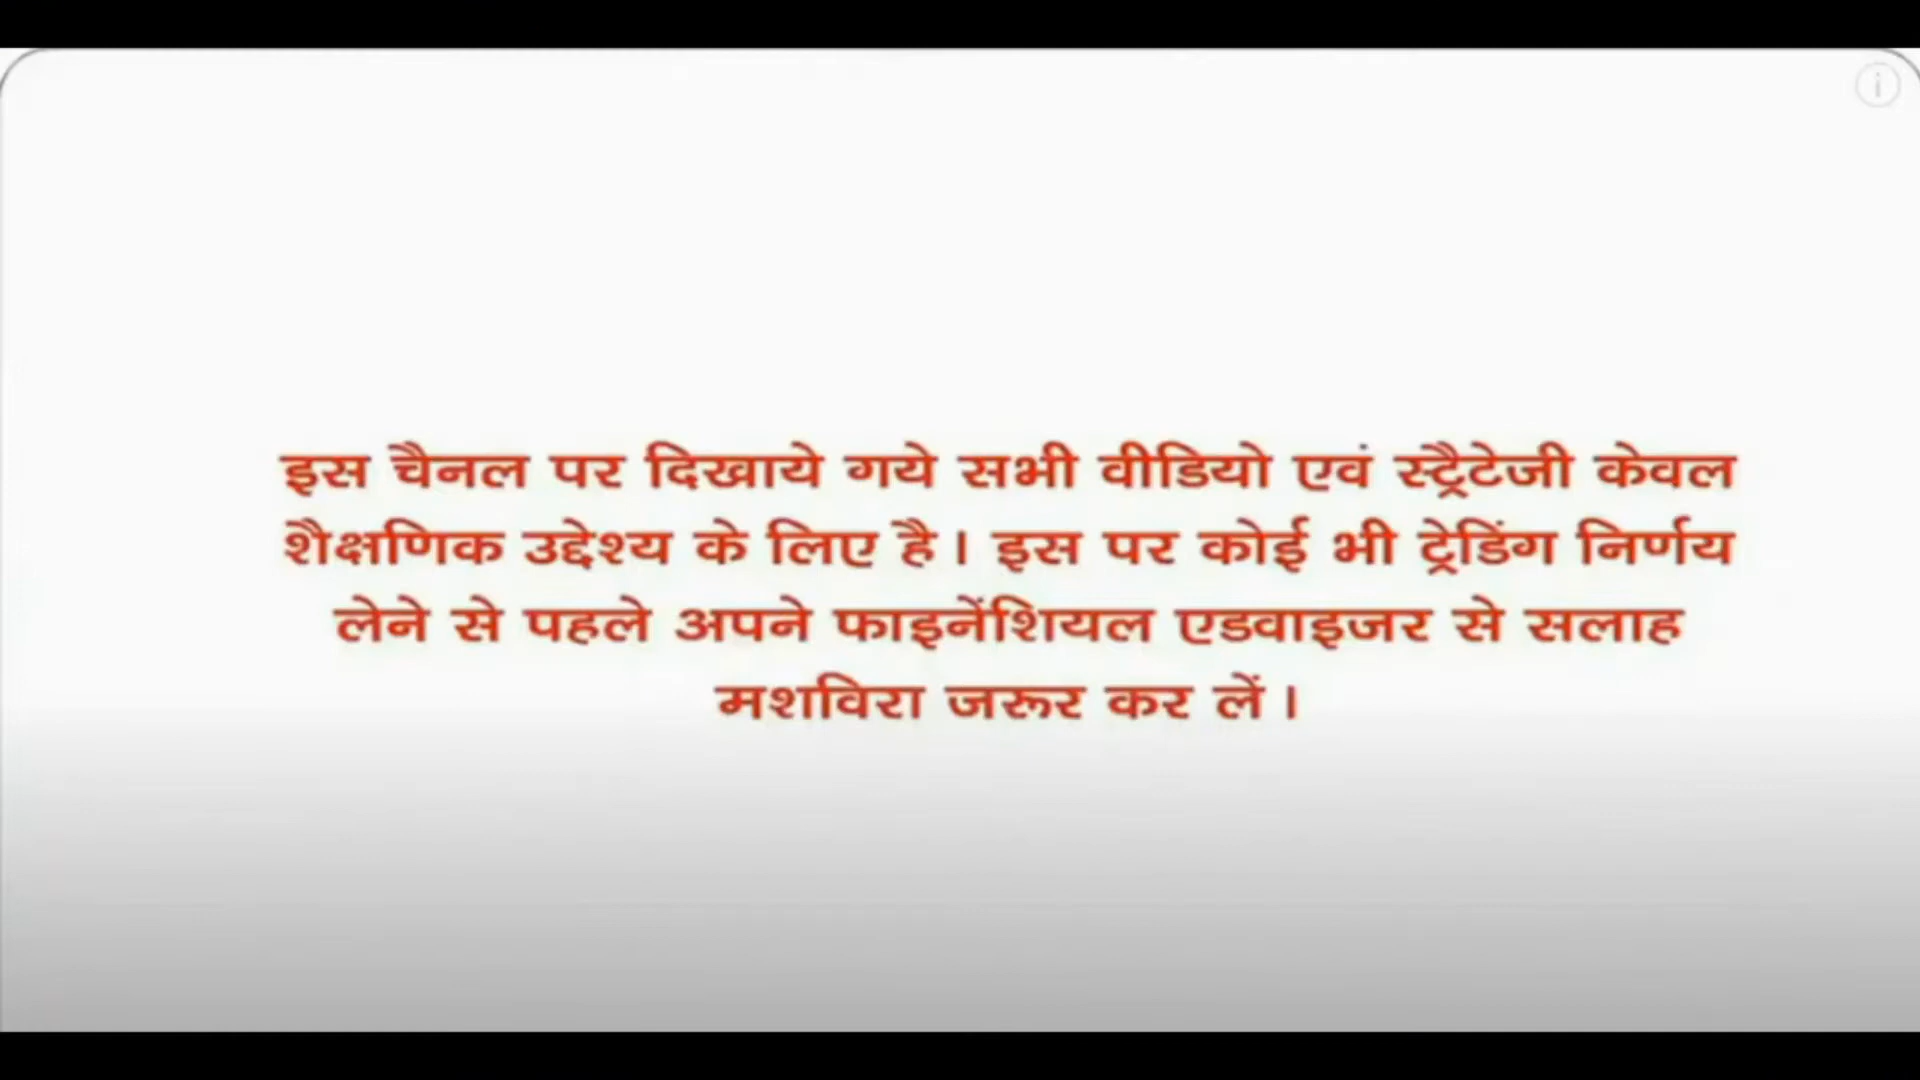 इस चैनल पर दिखाये गये सभी वीडियो एवं स्ट्रैटेजी केवल
शैक्षणिक उद्देश्य के लिए है । इस पर कोई भी ट्रेडिंग निर्णय
लेने से पहले अपने फाइनेंशियल एडवाइजर से सलाह
मशविरा जरूर कर लें ।